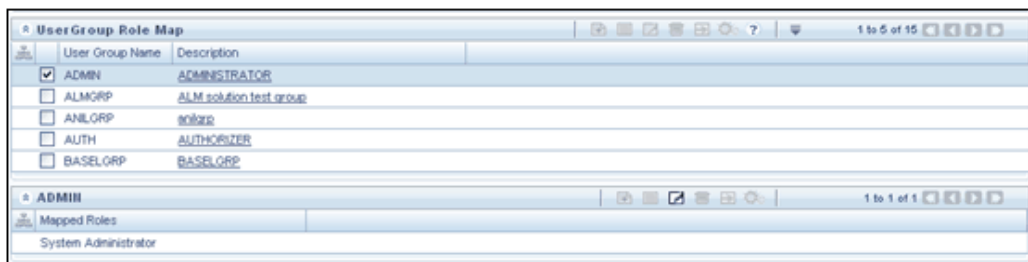 UserGroup Role Map ? 1 to 5 of 15
User Group Name Description
ADMIN ADMINISTRATOR
ALMGRP ALM solution test group
ANILGRP anilgrp
AUTH AUTHORIZER
BASELGRP BASELGRP
ADMIN 1 to 1 of 1
Mapped Roles
System Administrator